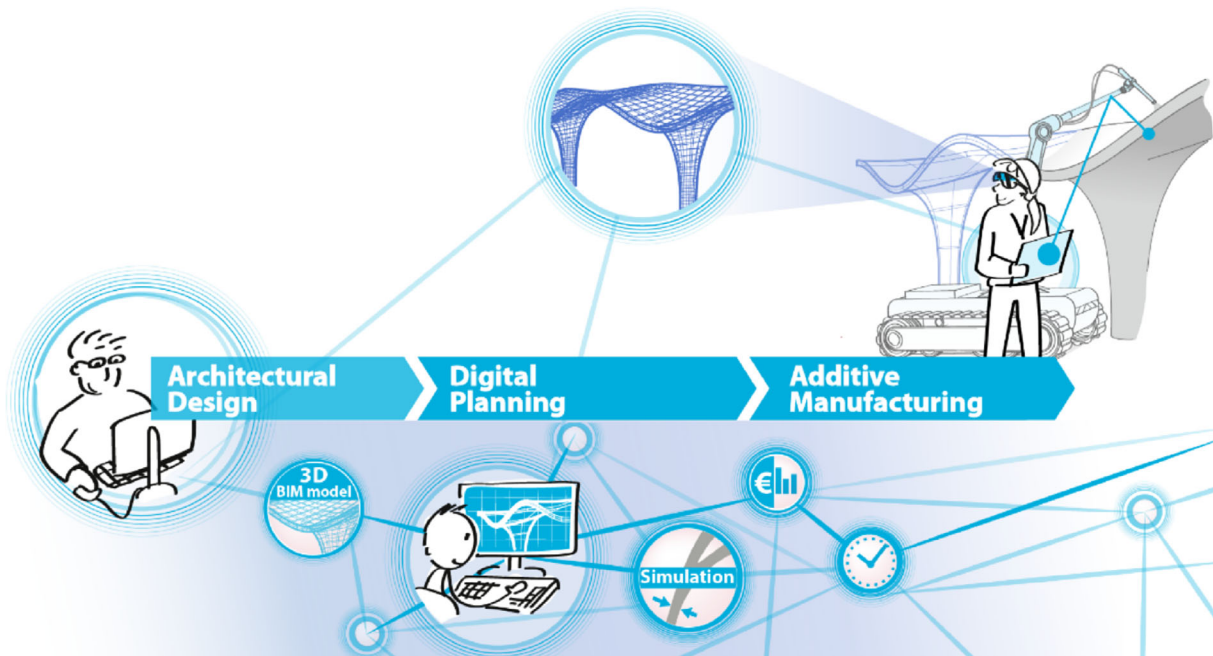 Architectural
Design
Digital
Planning
Additive
Manufacturing
3D
BIM model
€
Simulation